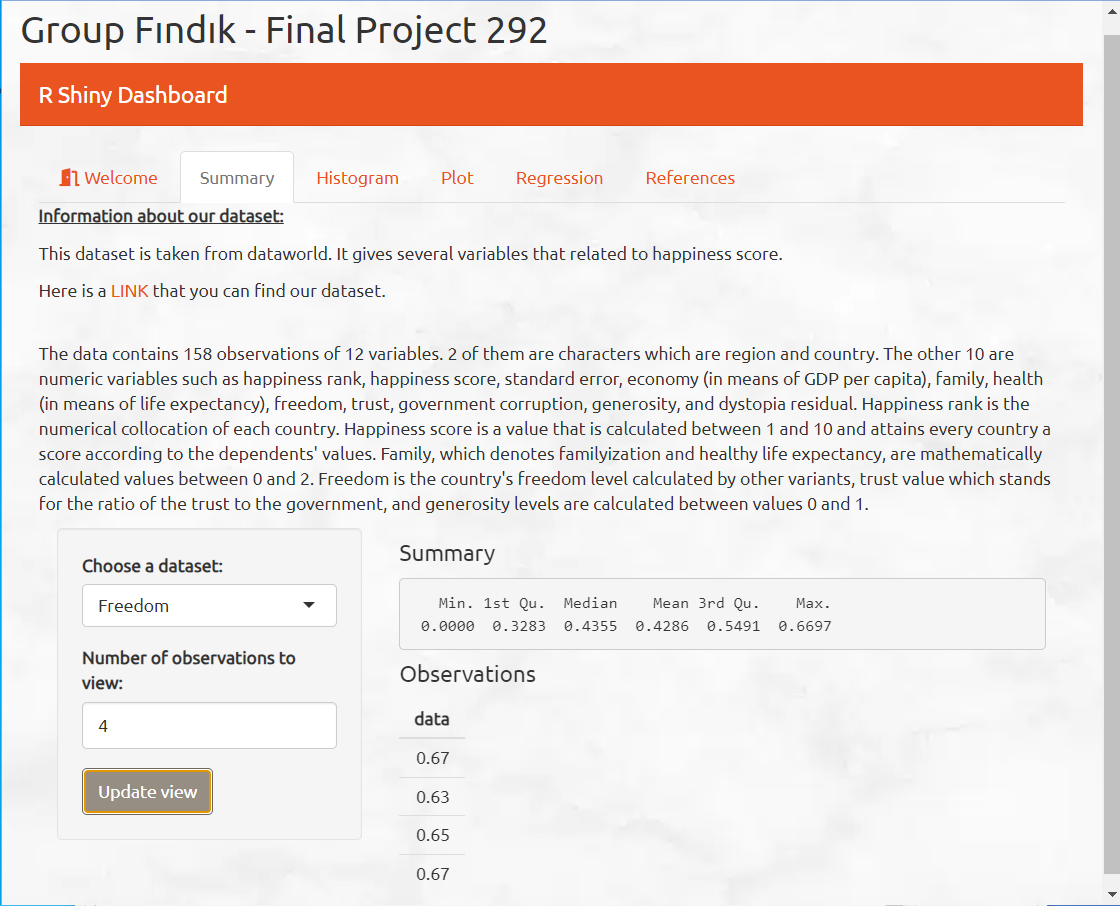 Group Fındık - Final Project 292
R Shiny Dashboard
Welcome Summary Histogram Plot Regression References
Information about our dataset:
This dataset is taken from dataworld. It gives several variables that related to happiness score.
Here is a LINK that you can find our dataset.
The data contains 158 observations of 12 variables. 2 of them are characters which are region and country. The other 10 are
numeric variables such as happiness rank, happiness score, standard error, economy (in means of GDP per capita), family, health
(in means of life expectancy), freedom, trust, government corruption, generosity, and dystopia residual. Happiness rank is the
numerical collocation of each country. Happiness score is a value that is calculated between 1 and 10 and attains every country a
score according to the dependents' values. Family, which denotes familyization and healthy life expectancy, are mathematically
calculated values between 0 and 2. Freedom is the country's freedom level calculated by other variants, trust value which stands
for the ratio of the trust to the government, and generosity levels are calculated between values 0 and 1.
Choose a dataset:
Freedom
Number of observations to
view:
4
Update view
Summary
Min. 1st Qu. Median Mean 3rd Qu. Max.
0.0000 0.3283 0.4355 0.4286 0.5491 0.6697
Observations
data
0.67
0.63
0.65
0.67